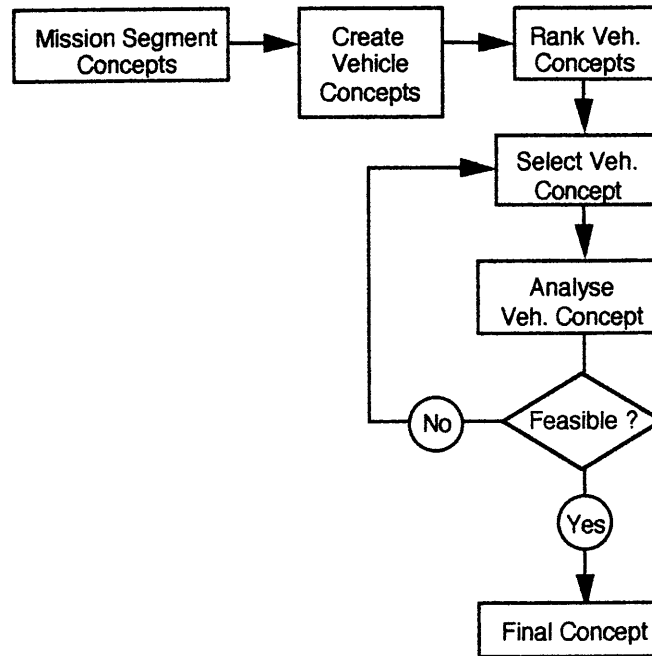 Mission Segment
Concepts
Create
Vehicle
Concepts
Rank Veh.
Concepts
Select Veh.
Concept
Analyse
Veh. Concept
Feasible ?
No
Yes
Final Concept